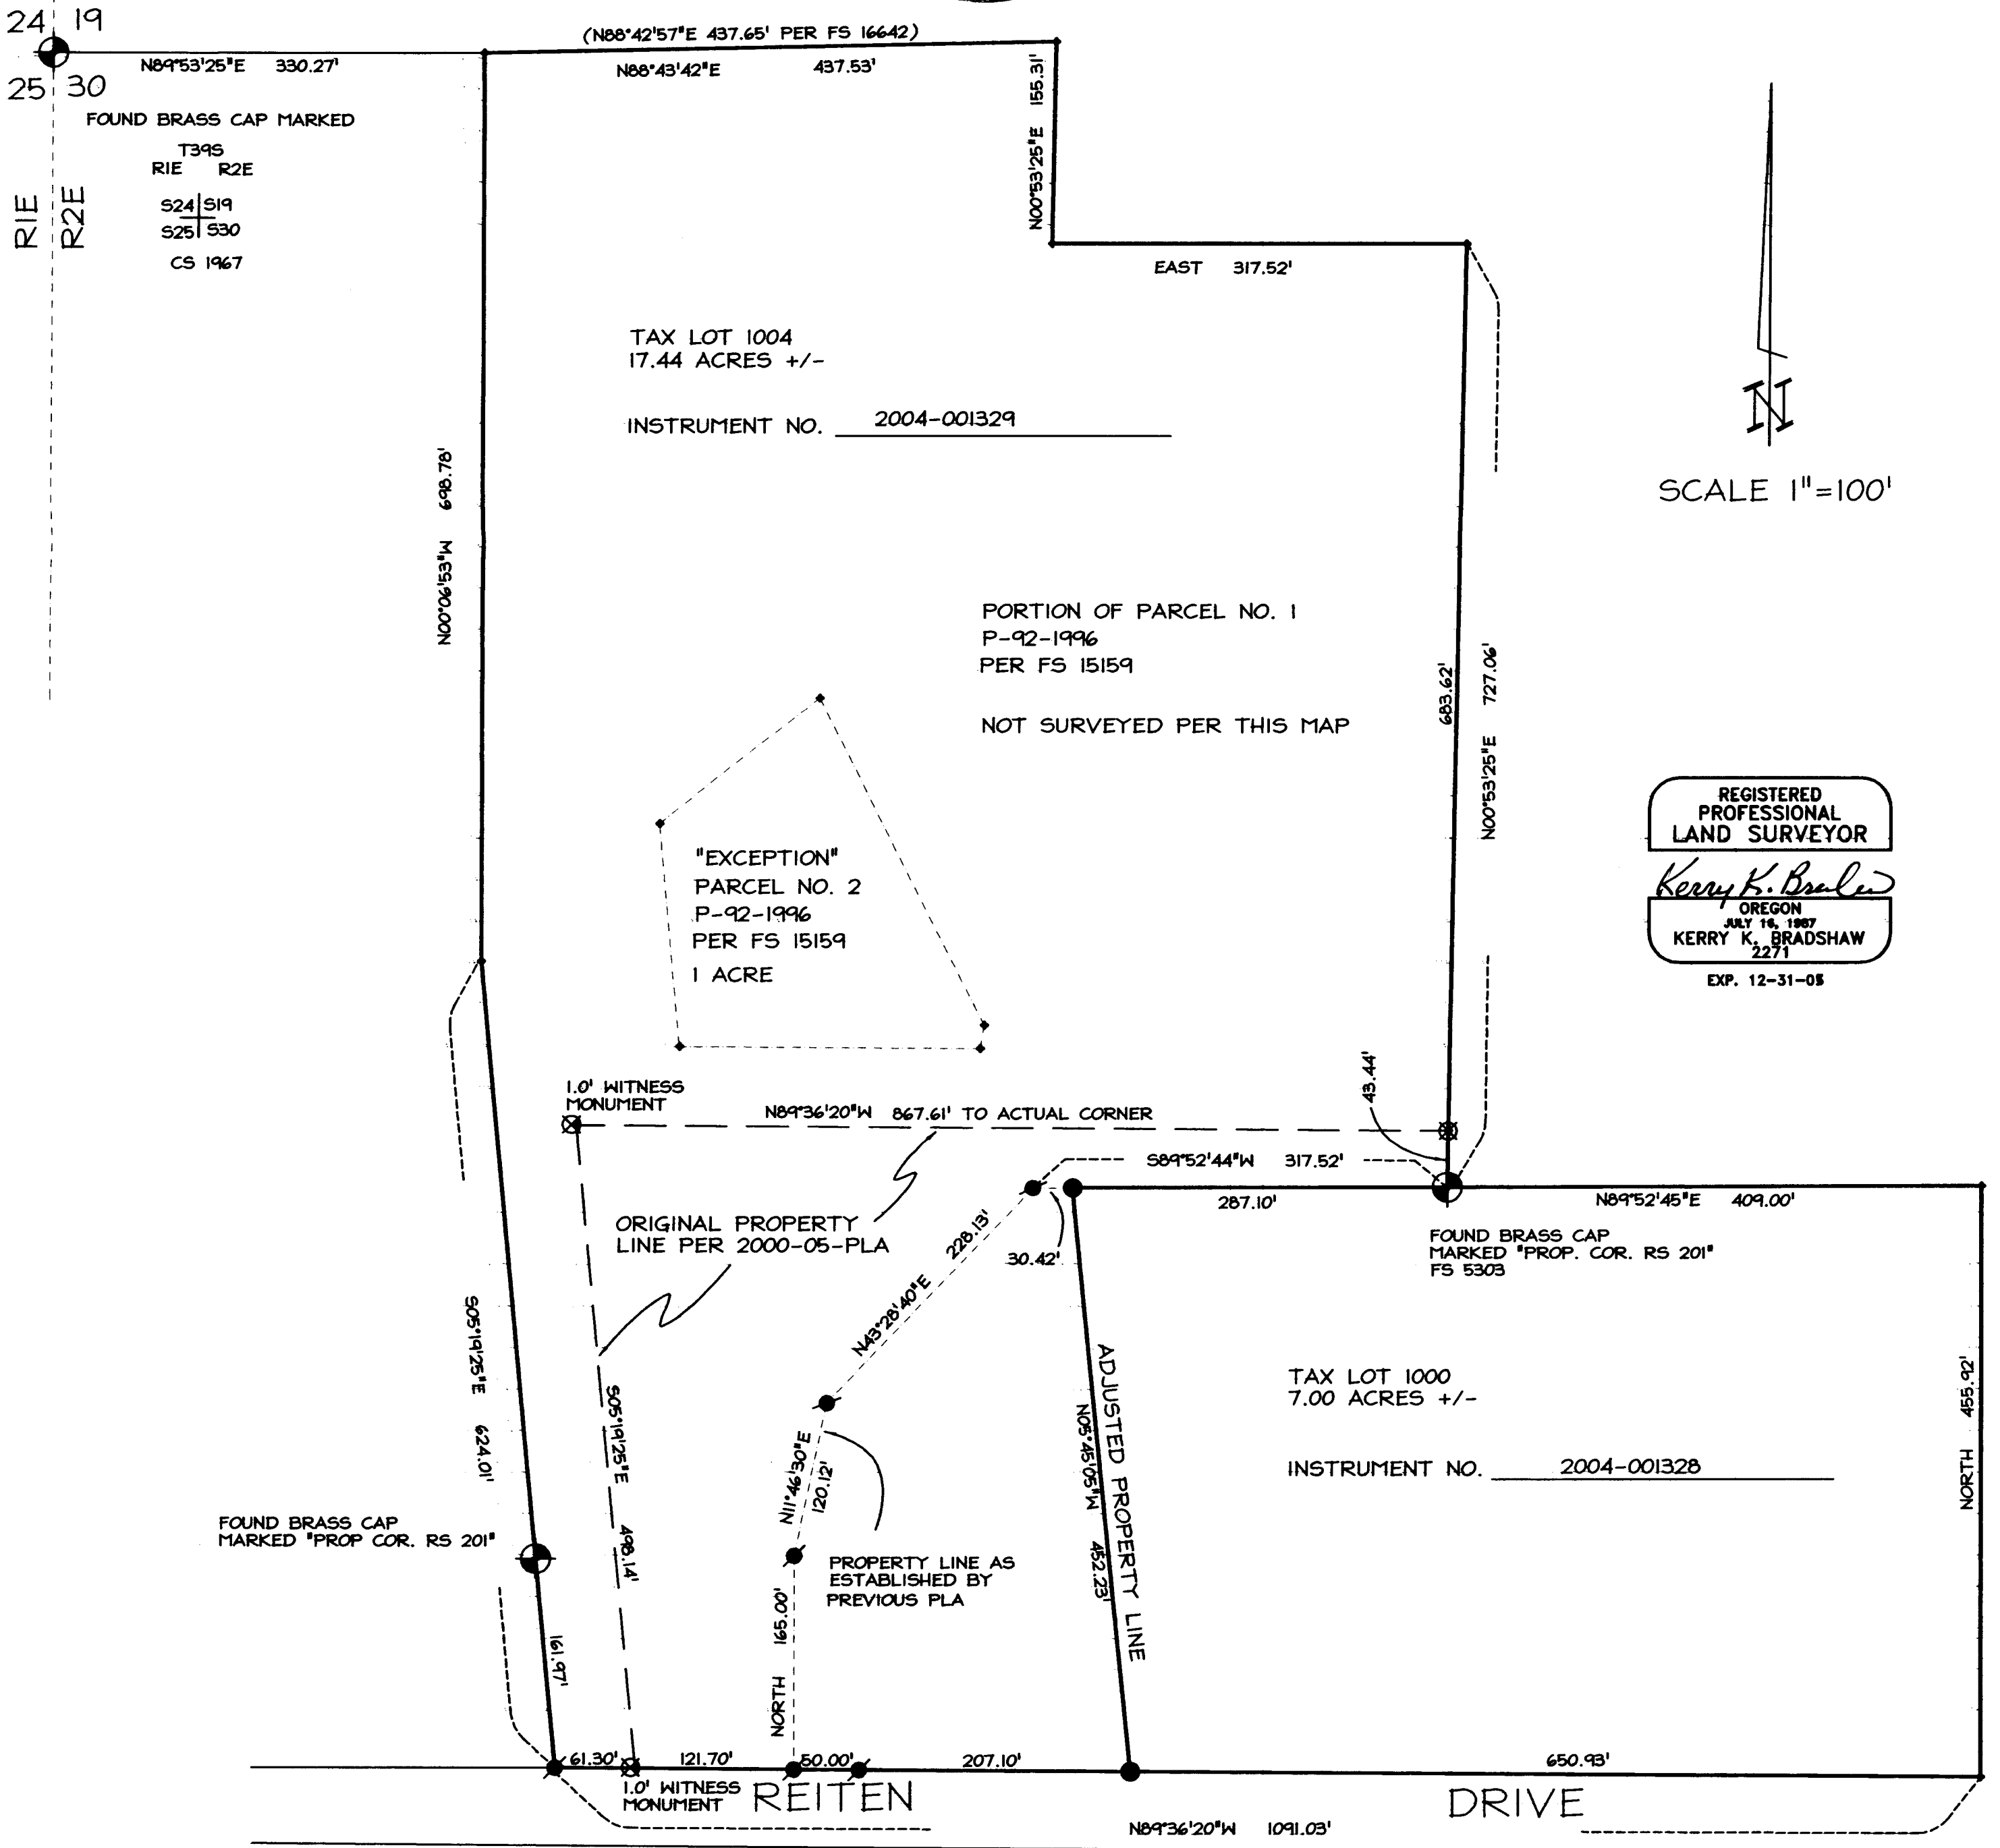 24 19
25 30
RIE
R2E
N89°53'25"E 330.27'
FOUND BRASS CAP MARKED
T39S
RIE R2E
S24 S19
S25 S30
CS 1967
(N88°42'57"E 437.65' PER FS 16642)
N88°43'42"E 437.53'
N00°53'25"E 155.31'
EAST 317.52'
TAX LOT 1004
17.44 ACRES +/-
INSTRUMENT NO. 2004-001329
N
SCALE 1"=100'
N00°06'53"W 698.78'
PORTION OF PARCEL NO. 1
P-92-1996
PER FS 15159
NOT SURVEYED PER THIS MAP
683.62'
N00°53'25"E 727.06'
REGISTERED
PROFESSIONAL
LAND SURVEYOR
OREGON
JULY 16, 1987
KERRY K. BRADSHAW
2271
EXP. 12-31-05
"EXCEPTION"
PARCEL NO. 2
P-92-1996
PER FS 15159
1 ACRE
1.0' WITNESS
MONUMENT
N89°36'20"W 867.61' TO ACTUAL CORNER
43.44'
S89°52'44"W 317.52'
287.10'
N89°52'45"E 409.00'
30.42'
ORIGINAL PROPERTY
LINE PER 2000-05-PLA
FOUND BRASS CAP
MARKED "PROP. COR. RS 201"
FS 5303
N43°28'40"E 228.13'
S05°19'25"E 624.01'
S05°19'25"E 498.14'
N11°46'30"E
120.12'
ADJUSTED PROPERTY LINE
N05°45'05"W 452.23'
TAX LOT 1000
7.00 ACRES +/-
INSTRUMENT NO. 2004-001328
NORTH 455.92'
FOUND BRASS CAP
MARKED "PROP COR. RS 201"
161.97'
PROPERTY LINE AS
ESTABLISHED BY
PREVIOUS PLA
NORTH 165.00'
61.30' 121.70' 50.00' 207.10' 650.93'
1.0' WITNESS
MONUMENT
REITEN DRIVE
N89°36'20"W 1091.03'